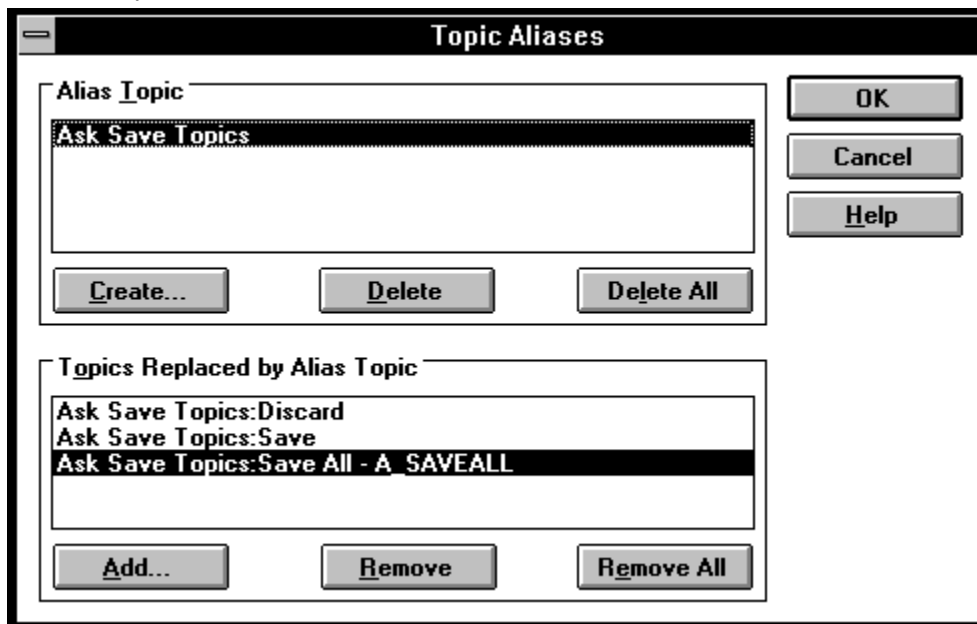 Topic Aliases
Alias Topic
Ask Save Topics
Create...
Delete
Delete All
Topics Replaced by Alias Topic
Ask Save Topics:Discard
Ask Save Topics:Save
Ask Save Topics:Save All - A_SAVEALL
Add...
Remove
Remove All
OK
Cancel
Help